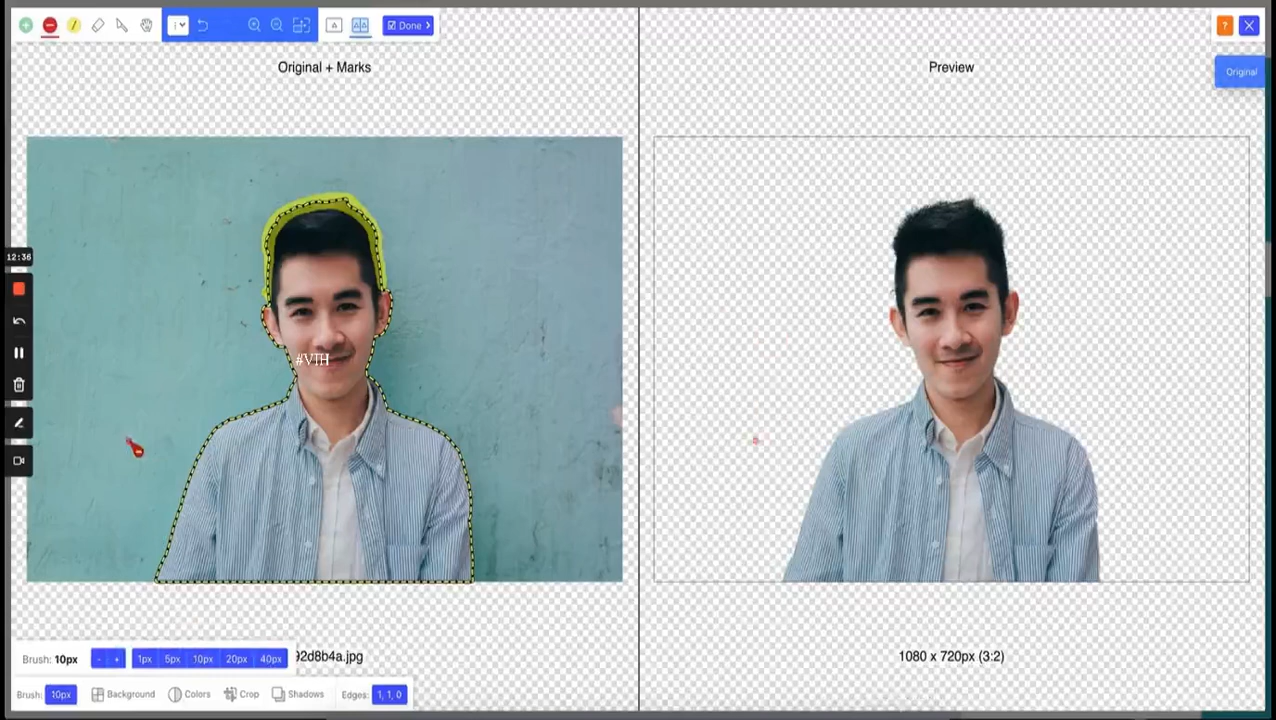 Done
?
Original + Marks
Preview
Original
12:36
#VIH
Brush: 10px
-
+
1px
5px
10px
20px
40px
92d8b4a.jpg
1080 x 720px (3:2)
Brush:
10px
Background
Colors
Crop
Shadows
Edges:
1, 1, 0